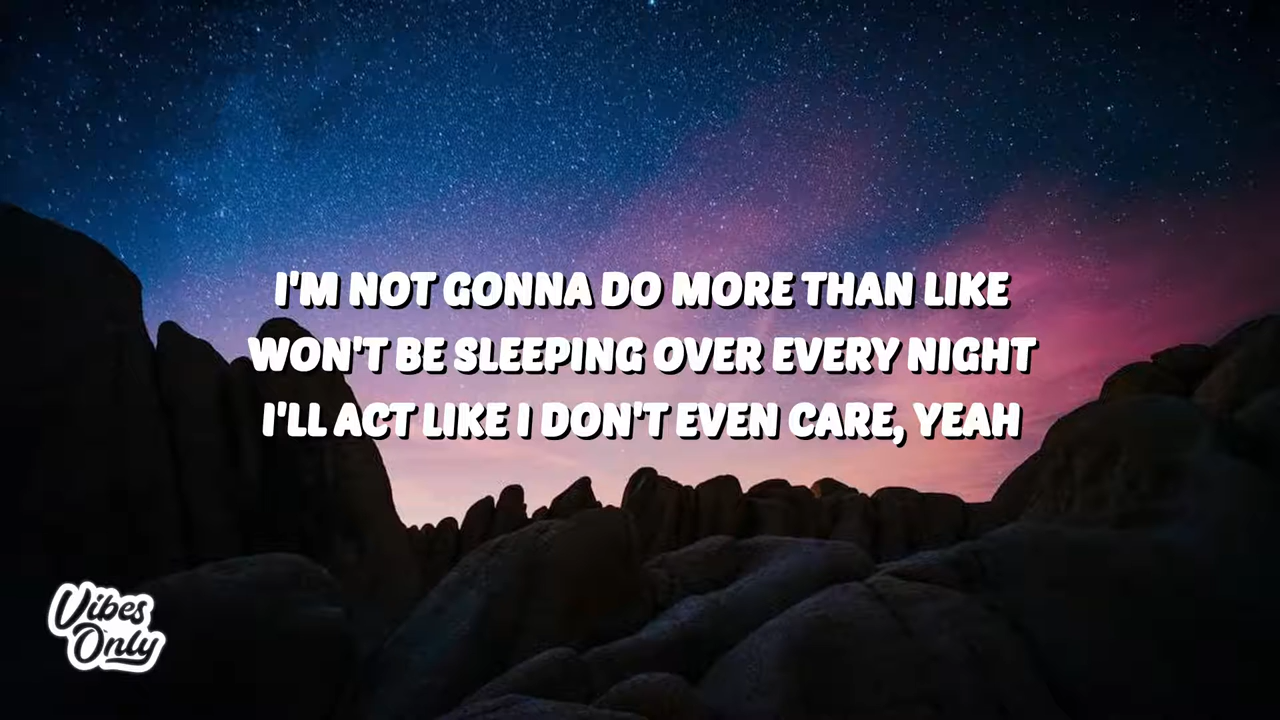 I'M NOT GONNA DO MORE THAN LIKE
WON'T BE SLEEPING OVER EVERY NIGHT
I'LL ACT LIKE I DON'T EVEN CARE, YEAH
Vibes
Only